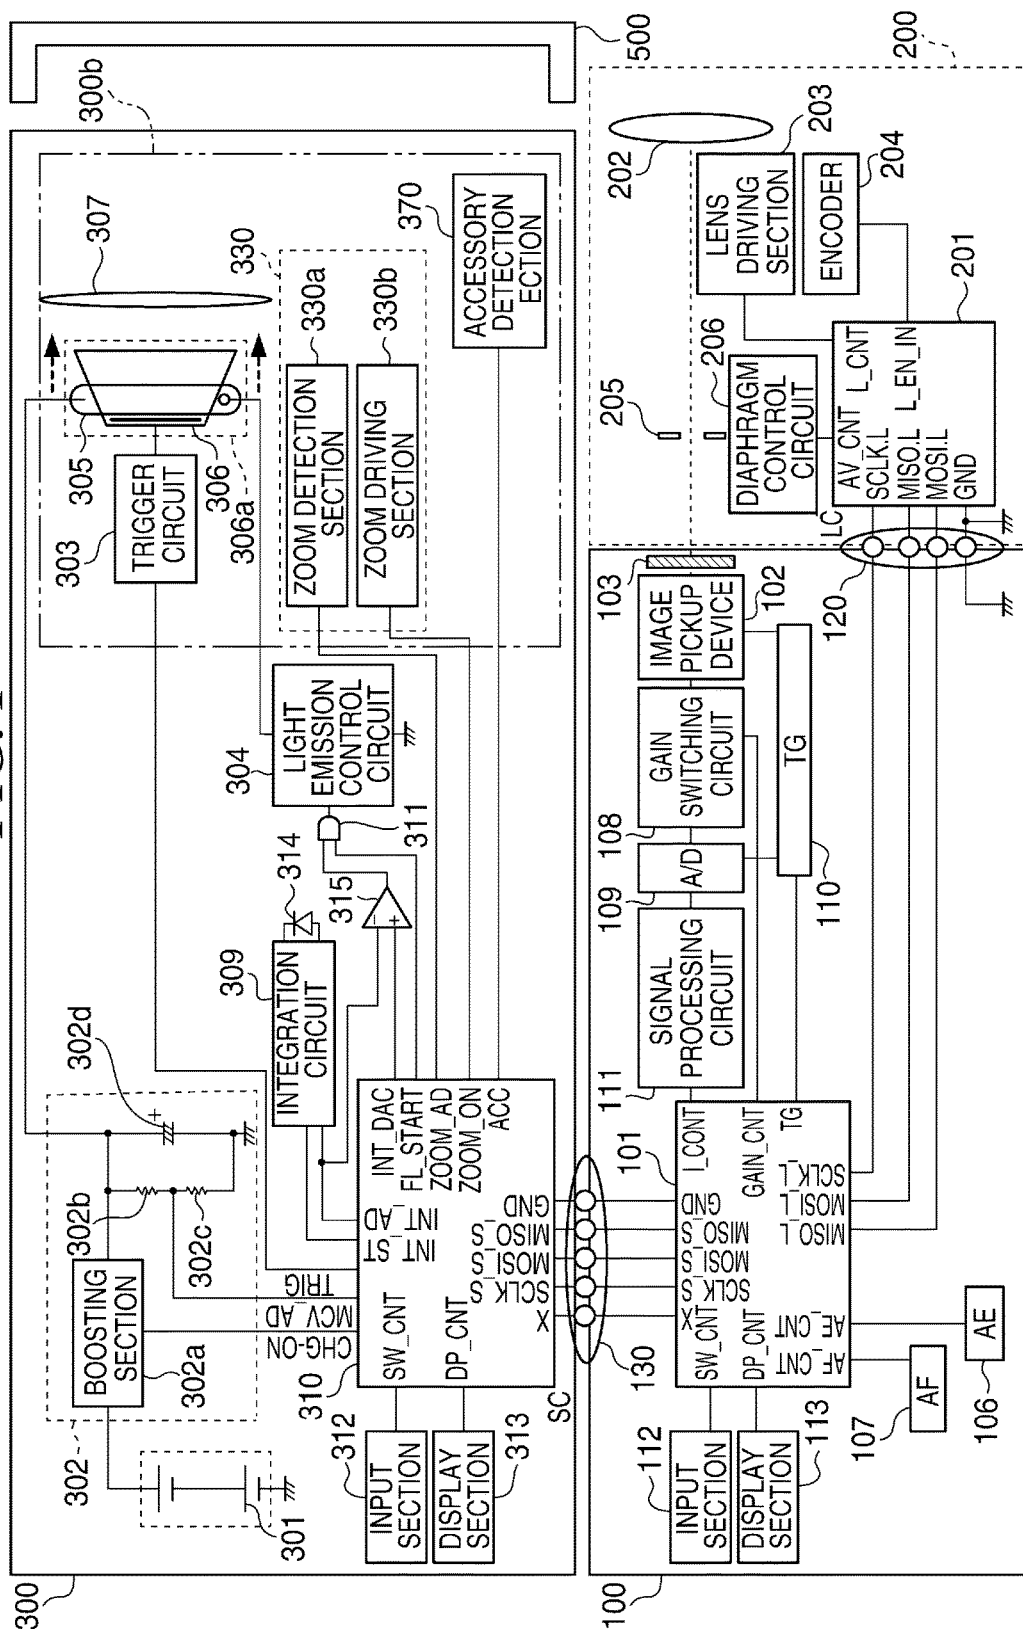 300
302
301
BOOSTING
SECTION
302a
302b
302c
302d
+
CHG-ON
MCV_AD
TRIG
310
312
INPUT
SECTION
DISPLAY
SECTION
313
SW_CNT
DP_CNT
SC
INT_ST
INT_AD
INT_DAC
FL_START
ZOOM_AD
ZOOM_ON
ACC
X
SCLK_S
MOSI_S
MISO_S
GND
309
INTEGRATION
CIRCUIT
314
315
-
+
311
304
LIGHT
EMISSION
CONTROL
CIRCUIT
303
TRIGGER
CIRCUIT
305
306
306a
307
300b
330
ZOOM DETECTION
SECTION
330a
ZOOM DRIVING
SECTION
330b
ACCESSORY
DETECTION
ECTION
370
500
130
100
112
INPUT
SECTION
DISPLAY
SECTION
113
101
X
SCLK_S
MOSI_S
MISO_S
GND
SW_CNT
DP_CNT
I_CONT
GAIN_CNT
TG
AF_CNT
AE_CNT
MISO_L
MOSI_L
SCLK_L
107
AF
106
AE
111
SIGNAL
PROCESSING
CIRCUIT
109
A/D
108
GAIN
SWITCHING
CIRCUIT
IMAGE
PICKUP
DEVICE
102
103
TG
110
120
200
202
LENS
DRIVING
SECTION
203
ENCODER
204
205
206
DIAPHRAGM
CONTROL
CIRCUIT
LC
201
AV_CNT
L_CNT
SCLK.L
MISO.L
L_EN_IN
MOSI.L
GND